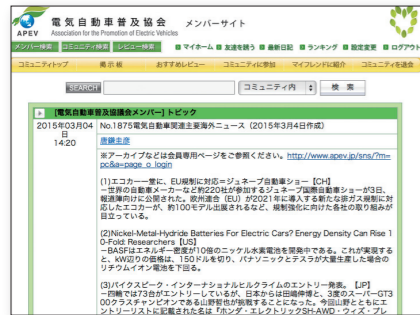 電気自動車普及協会 メンバーサイト
APEV Association for the Promotion of Electric Vehicles
メンバー検索 コミュニティ検索 レビュー検索 マイホーム 友達を誘う 最新日記 ランキング 設定変更 ログアウト
コミュニティトップ 掲示板 おすすめレビュー コミュニティに参加 マイフレンドに紹介 コミュニティを退会
SEARCH コミュニティ内 検 索
[電気自動車普及協議会メンバー] トピック
2015年03月04日 14:20
No.1875電気自動車関連主要海外ニュース（2015年3月4日作成）
唐鎌圭彦
※アーカイブなどは会員専用ページをご参照ください。http://www.apev.jp/sns/?m=
pc&a=page_o_login
(1)エコカー一堂に、EU規制に対応＝ジュネーブ自動車ショー【CH】
－世界の自動車メーカーなど約220社が参加するジュネーブ国際自動車ショーが3日、
報道陣向けに公開された。欧州連合（EU）が2021年に導入する新たな排ガス規制に対
応したエコカーが、約100モデル出展されるなど、規制強化に向けた各社の取り組みが
目立っている。
(2)Nickel-Metal-Hydride Batteries For Electric Cars? Energy Density Can Rise 1
0-Fold: Researchers【US】
－BASFはエネルギー密度が10倍のニッケル水素電池を開発中である。これが実現する
と、kW辺りの価格は、150ドルを切り、パナソニックとテスラが大量生産した場合の
リチウムイオン電池を下回る。
(3)パイクスピーク・インターナショナルヒルクライムのエントリー発表。【JP】
－四輪では73台がエントリーしているが、日本からは田嶋伸博と、3度のスーパーGT3
00クラスチャンピオンである山野哲也が挑戦することになった。今回山野とともにエ
ントリーリストに記載された名は『ホンダ・エレクトリックSH-AWD・ウィズ・プレ